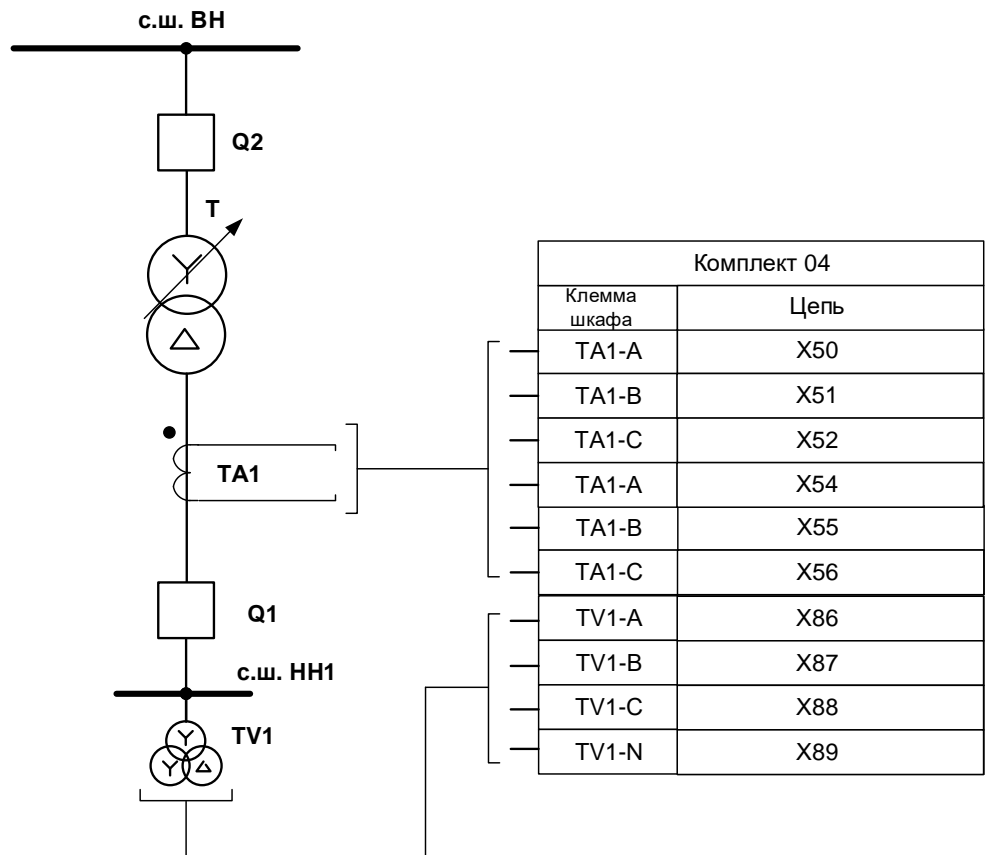 с.ш. ВН
Q2
Т
Комплект 04
Клемма шкафа
Цепь
TA1-A X50
TA1-B X51
TA1-C X52
TA1-A X54
TA1-B X55
TA1-C X56
TV1-A X86
TV1-B X87
TV1-C X88
TV1-N X89
TA1
Q1
с.ш. НН1
TV1